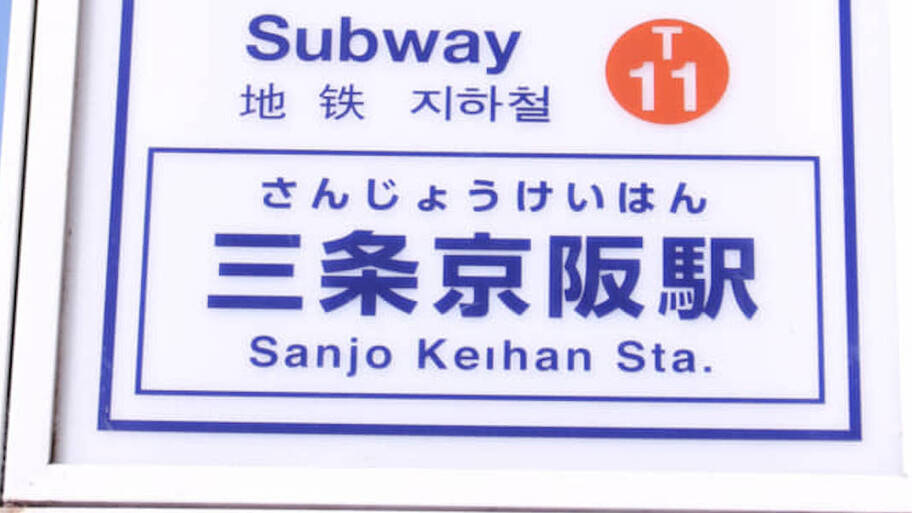 Subway
地铁 지하철
T
11
さんじょうけいはん
三条京阪駅
Sanjo Keihan Sta.